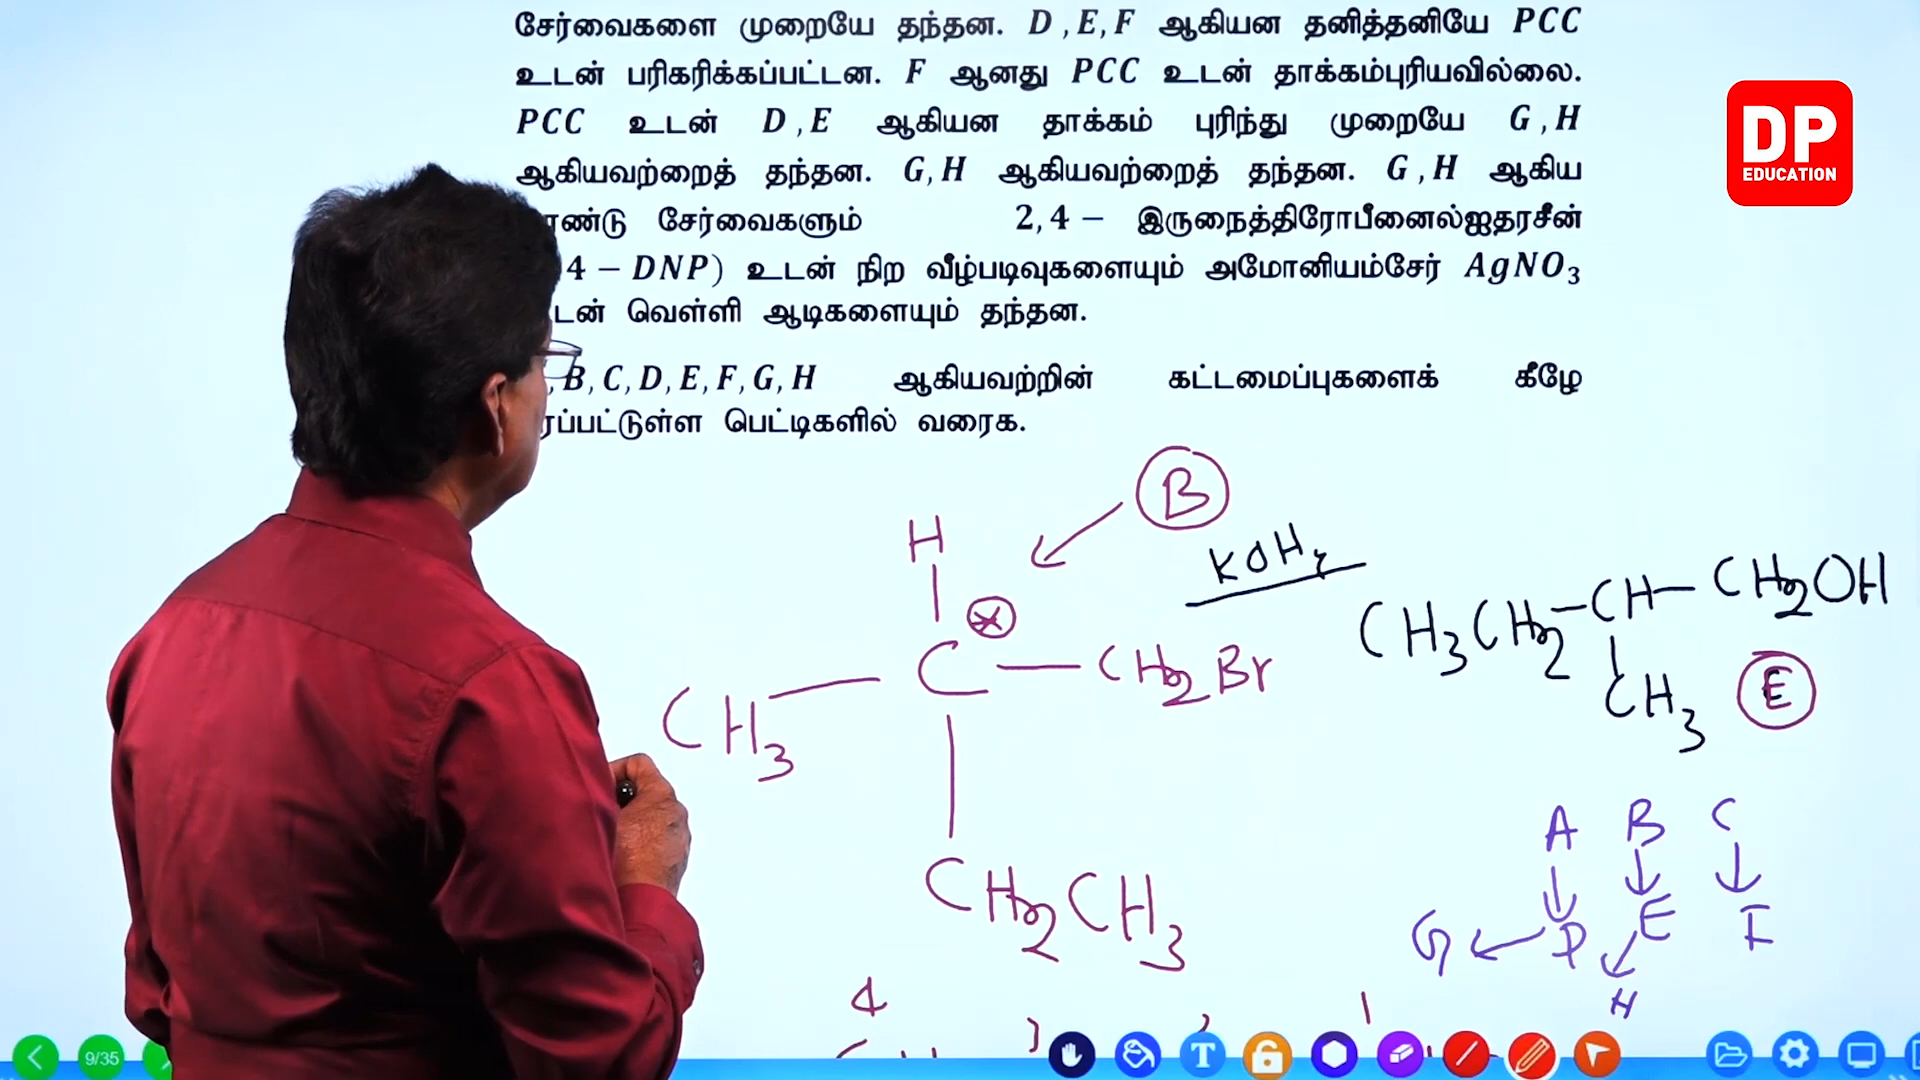 சேர்வைகளை முறையே தந்தன. D , E, F ஆகியன தனித்தனியே PCC
உடன் பரிகரிக்கப்பட்டன. F ஆனது PCC உடன் தாக்கம்புரியவில்லை.
PCC உடன் D , E ஆகியன தாக்கம் புரிந்து முறையே G , H
ஆகியவற்றைத் தந்தன. G, H ஆகியவற்றைத் தந்தன. G , H ஆகிய
சேர்வைகளும் 2, 4 – இருநைத்திரோபீனைல்ஐதரசீன்
4 – DNP) உடன் நிற வீழ்படிவுகளையும் அமோனியம்சேர் AgNO3
வெள்ளி ஆடிகளையும் தந்தன.
B, C, D, E, F, G, H ஆகியவற்றின் கட்டமைப்புகளைக் கீழே
பெட்டிகளில் வரைக.
DP
EDUCATION
B
H
KOH
CH3CH2–CH–CH2OH
CH3
E
C
CH2Br
CH3
CH2CH3
A B C
G D E F
H
4
1
9/35
T